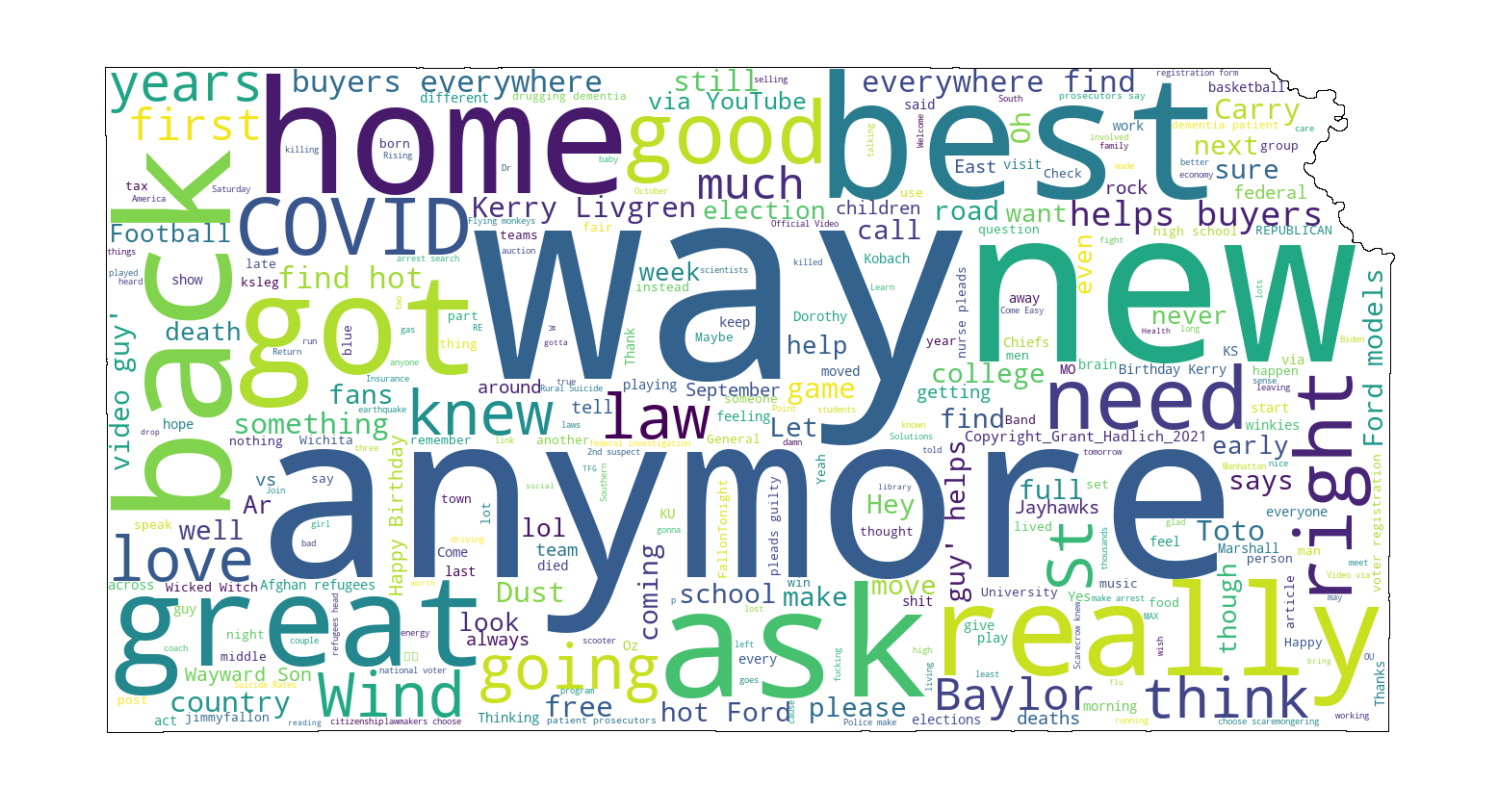 years
buyers everywhere
still
selling
everywhere find
registration form
basketball
different
drugging dementia
via YouTube
said
South
prosecutors say
Carry
first
home
good
best
Oh
work
dementia patient
care
killing
born
Rising
Dr
baby
talking
Welcome
involved
family
made
next
group
better
economy
sure
East
visit
Check
tax
America
Saturday
October
much
use
rock
federal
back
COVID
Kerry Livgren
election
children
road
want
helps buyers
Football
Flying monkeys
teams
fair
Official Video
call
question
high school
REPUBLICAN
things
late
arrest search
auction
way
new
even
fight
played
heard
show
ksleg
find hot
week
scientists
killed
Kobach
instead
Learn
lots
video guy'
death
got
two
part
RE
keep
Dorothy
away
Come Easy
never
Ford models
blue
gas
thing
JK
gotta
Thank
Maybe
help
year
nurse pleads
Chiefs
men
Health
long
Return
run
anyone
moved
college
MO
brain
KS
via
happen
Biden
fans
Insurance
around
true
Rural Suicide
playing
September
game
getting
Birthday Kerry
sense
leaving
hope
earthquake
knew
tell
law
someone
feeling
Point
students
find
Band
need
start
winkies
right
drop
something
laws
Let
nothing
Wichita
remember
link
another
federal investigation
General
damn
known
Solutions
Copyright_Grant_Hadlich_2021
early
three
2nd suspect
told
tomorrow
Manhattan
nice
vs
Join
say
Happy Birthday
anymore
TFG
Southern
Yeah
library
guy' helps
full
set
says
voter registration
Ar
town
social
lot
FallonTonight
pleads guilty
Hey
Jayhawks
everyone
speak
well
girl
bad
lol
KU
gonna
thought
lived
thousands
St
glad
Toto
driving
team
died
Come
feel
Marshall
man
person
meet
love
last
coming
across
Wicked Witch
Afghan refugees
worth
Dust
school
win
make
move
University
music
Yes
make arrest
food
though
article
Video via
may
great
guy
refugees head
energy
look
p
lost
ask
shit
give
play
Scarecrow knew
MAX
wish
really
Happy
night
couple
coach
always
scooter
Oz
every
left
fucking
high
middle
going
goes
living
least
flu
bring
OU
Wayward Son
Suicide Rates
national voter
Wind
program
Baylor
think
Thanks
post
country
free
hot Ford
cause
please
morning
act
jimmyfallon
reading
citizenship
lawmakers choose
Thinking
patient prosecutors
Police make
elections
deaths
running
choose scaremongering
working